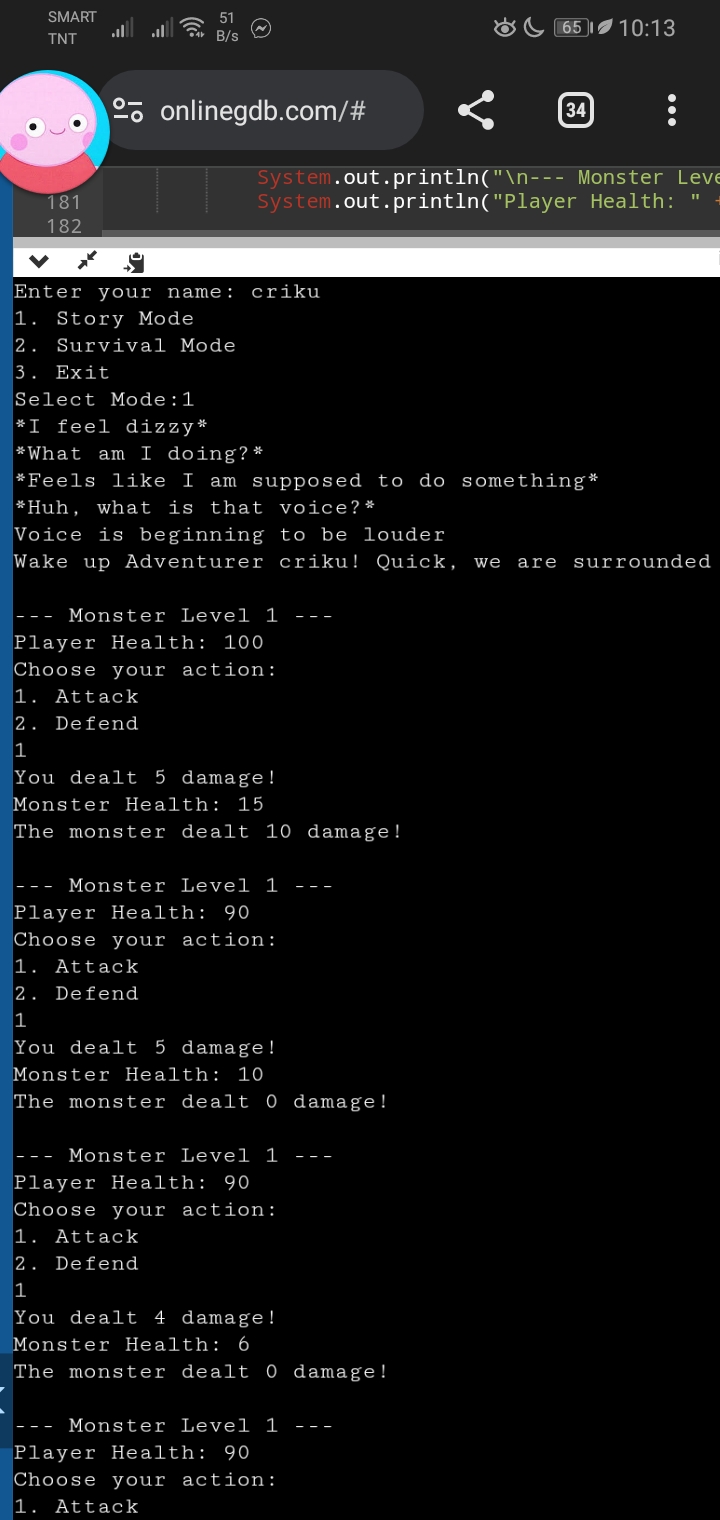 SMART
TNT
51
B/s
65
10:13
onlinegdb.com/#
34
System.out.println("\n--- Monster Leve
181
System.out.println("Player Health: " +
182
Enter your name: criku
1. Story Mode
2. Survival Mode
3. Exit
Select Mode:1
*I feel dizzy*
*What am I doing?*
*Feels like I am supposed to do something*
*Huh, what is that voice?*
Voice is beginning to be louder
Wake up Adventurer criku! Quick, we are surrounded
--- Monster Level 1 ---
Player Health: 100
Choose your action:
1. Attack
2. Defend
1
You dealt 5 damage!
Monster Health: 15
The monster dealt 10 damage!
--- Monster Level 1 ---
Player Health: 90
Choose your action:
1. Attack
2. Defend
1
You dealt 5 damage!
Monster Health: 10
The monster dealt 0 damage!
--- Monster Level 1 ---
Player Health: 90
Choose your action:
1. Attack
2. Defend
1
You dealt 4 damage!
Monster Health: 6
The monster dealt 0 damage!
--- Monster Level 1 ---
Player Health: 90
Choose your action:
1. Attack